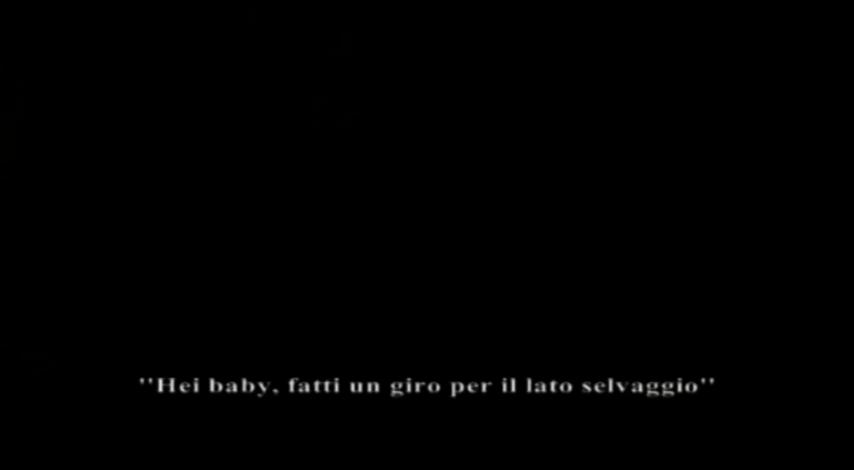 "Hei baby, fatti un giro per il lato selvaggio"